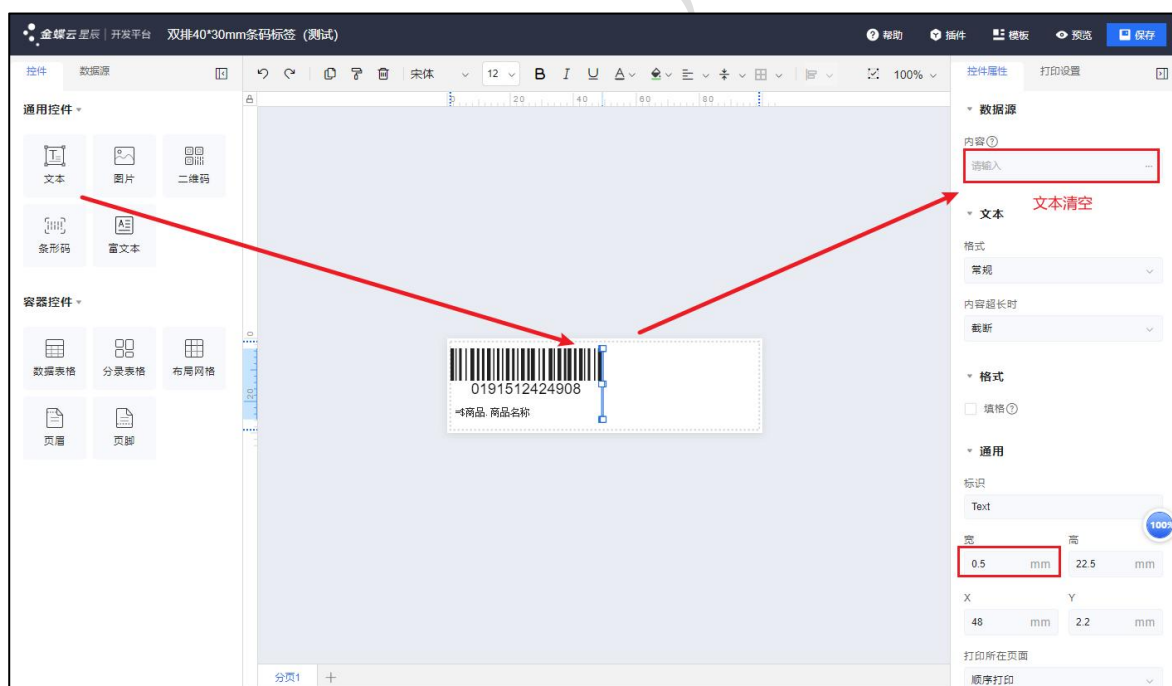 金蝶云星辰 | 开发平台 双排40*30mm条码标签（测试） 帮助 插件 模板 预览 保存
控件 数据源
宋体 12 B I U A 100%
控件属性 打印设置
通用控件
文本 图片 二维码
条形码 富文本
容器控件
数据表格 分录表格 布局网格
页眉 页脚
0 20 40 60 80
0
20
0191512424908
商品. 商品名称
分页1 +
数据源
内容
请输入 ...
文本清空
文本
格式
常规
内容超长时
截断
格式
填格
通用
标识
Text
100%
宽 高
0.5 mm 22.5 mm
X Y
48 mm 2.2 mm
打印所在页面
顺序打印